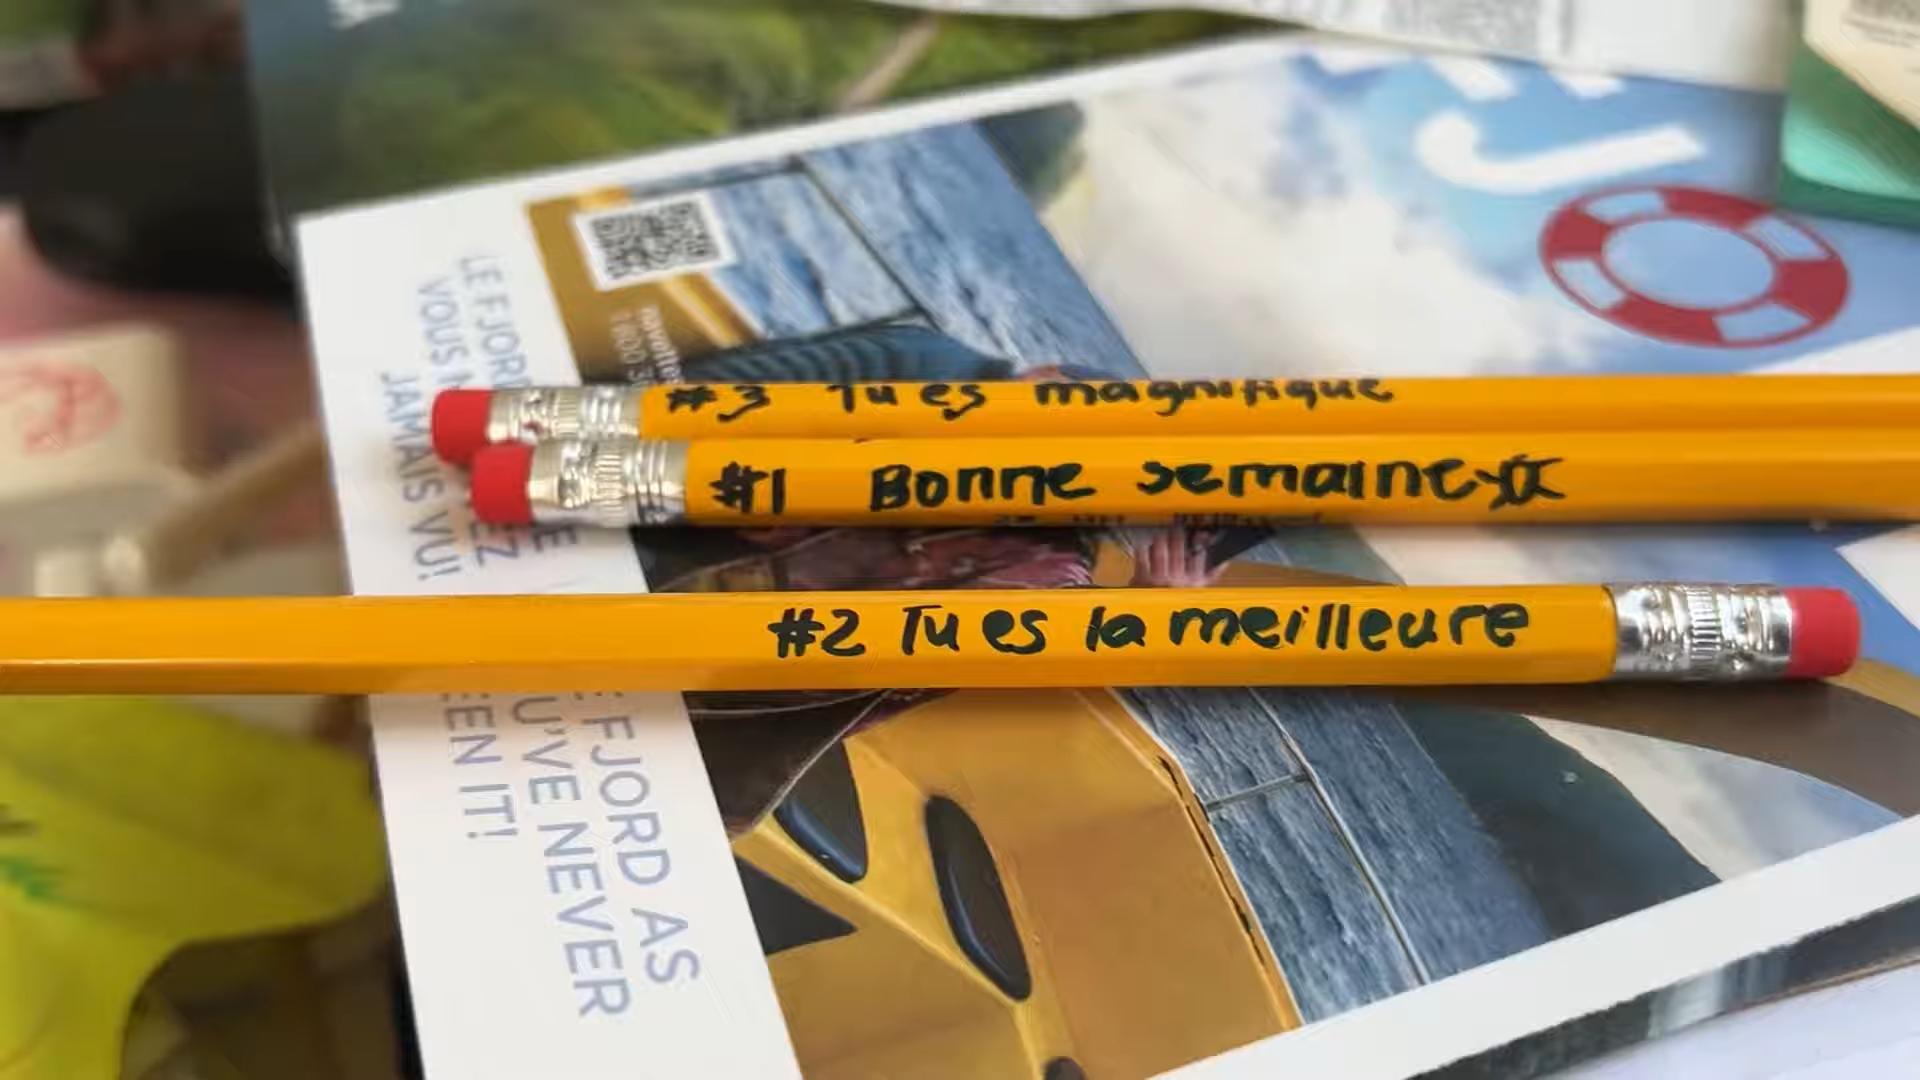 #3 Tu es magnifique
#1 Bonne semaine
#2 Tu es la meilleure
LE FJORD
VOUS
JAMAIS VU!
FJORD AS
U'VE NEVER
EEN IT!
J